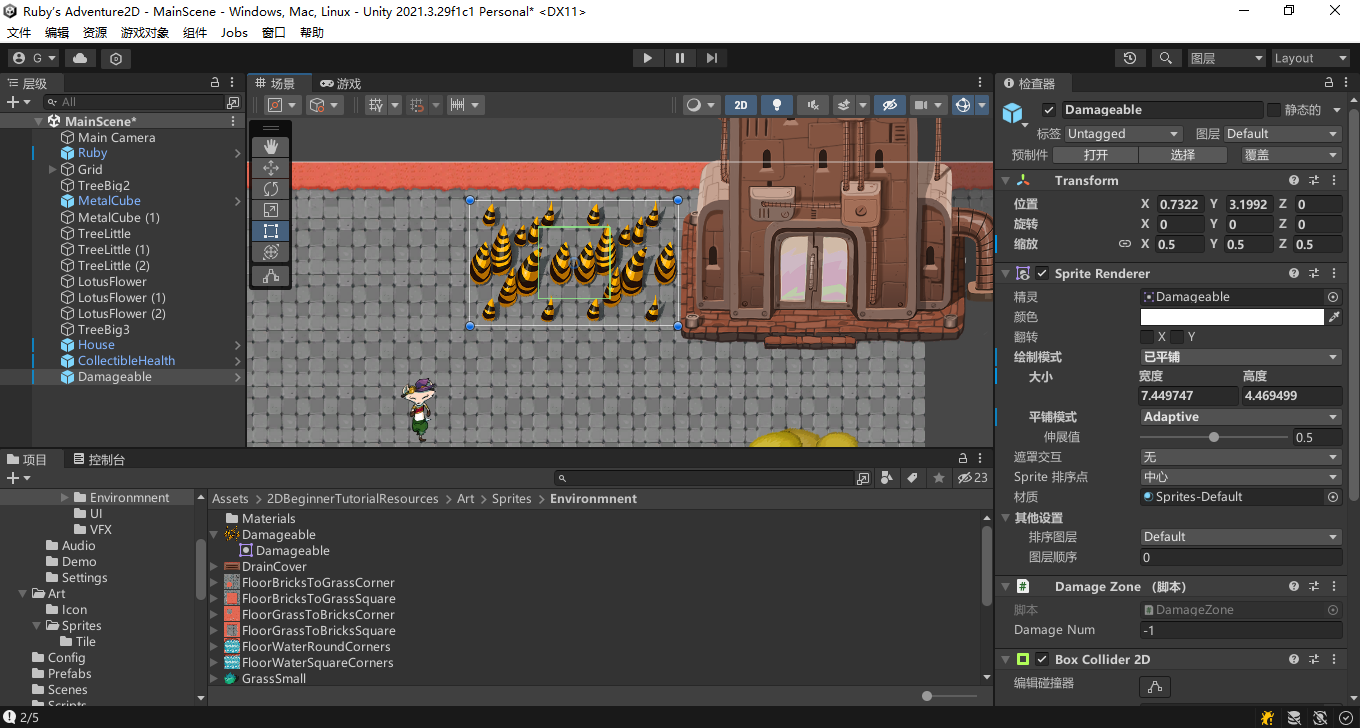 Ruby's Adventure2D - MainScene - Windows, Mac, Linux - Unity 2021.3.29f1c1 Personal* <DX11>
文件 编辑 资源 游戏对象 组件 Jobs 窗口 帮助
G 图层 Layout
层级
All
MainScene*
Main Camera
Ruby
Grid
TreeBig2
MetalCube
MetalCube (1)
TreeLittle
TreeLittle (1)
TreeLittle (2)
LotusFlower
LotusFlower (1)
LotusFlower (2)
TreeBig3
House
CollectibleHealth
Damageable
场景 游戏
2D
检查器
Damageable 静态的
标签 Untagged 图层 Default
预制件 打开 选择 覆盖
Transform
位置 X 0.7322 Y 3.1992 Z 0
旋转 X 0 Y 0 Z 0
缩放 X 0.5 Y 0.5 Z 0.5
Sprite Renderer
精灵 Damageable
颜色
翻转 X Y
绘制模式 已平铺
大小 宽度 高度
7.449747 4.469499
平铺模式 Adaptive
伸展值 0.5
遮罩交互 无
Sprite 排序点 中心
材质 Sprites-Default
其他设置
排序图层 Default
图层顺序 0
Damage Zone （脚本）
脚本 DamageZone
Damage Num -1
Box Collider 2D
编辑碰撞器
项目 控制台
23
Environmnent
UI
VFX
Audio
Demo
Settings
Art
Icon
Sprites
Tile
Config
Prefabs
Scenes
Scripts
Assets > 2DBeginnerTutorialResources > Art > Sprites > Environmnent
Materials
Damageable
Damageable
DrainCover
FloorBricksToGrassCorner
FloorBricksToGrassSquare
FloorGrassToBricksCorner
FloorGrassToBricksSquare
FloorWaterRoundCorners
FloorWaterSquareCorners
GrassSmall
2/5